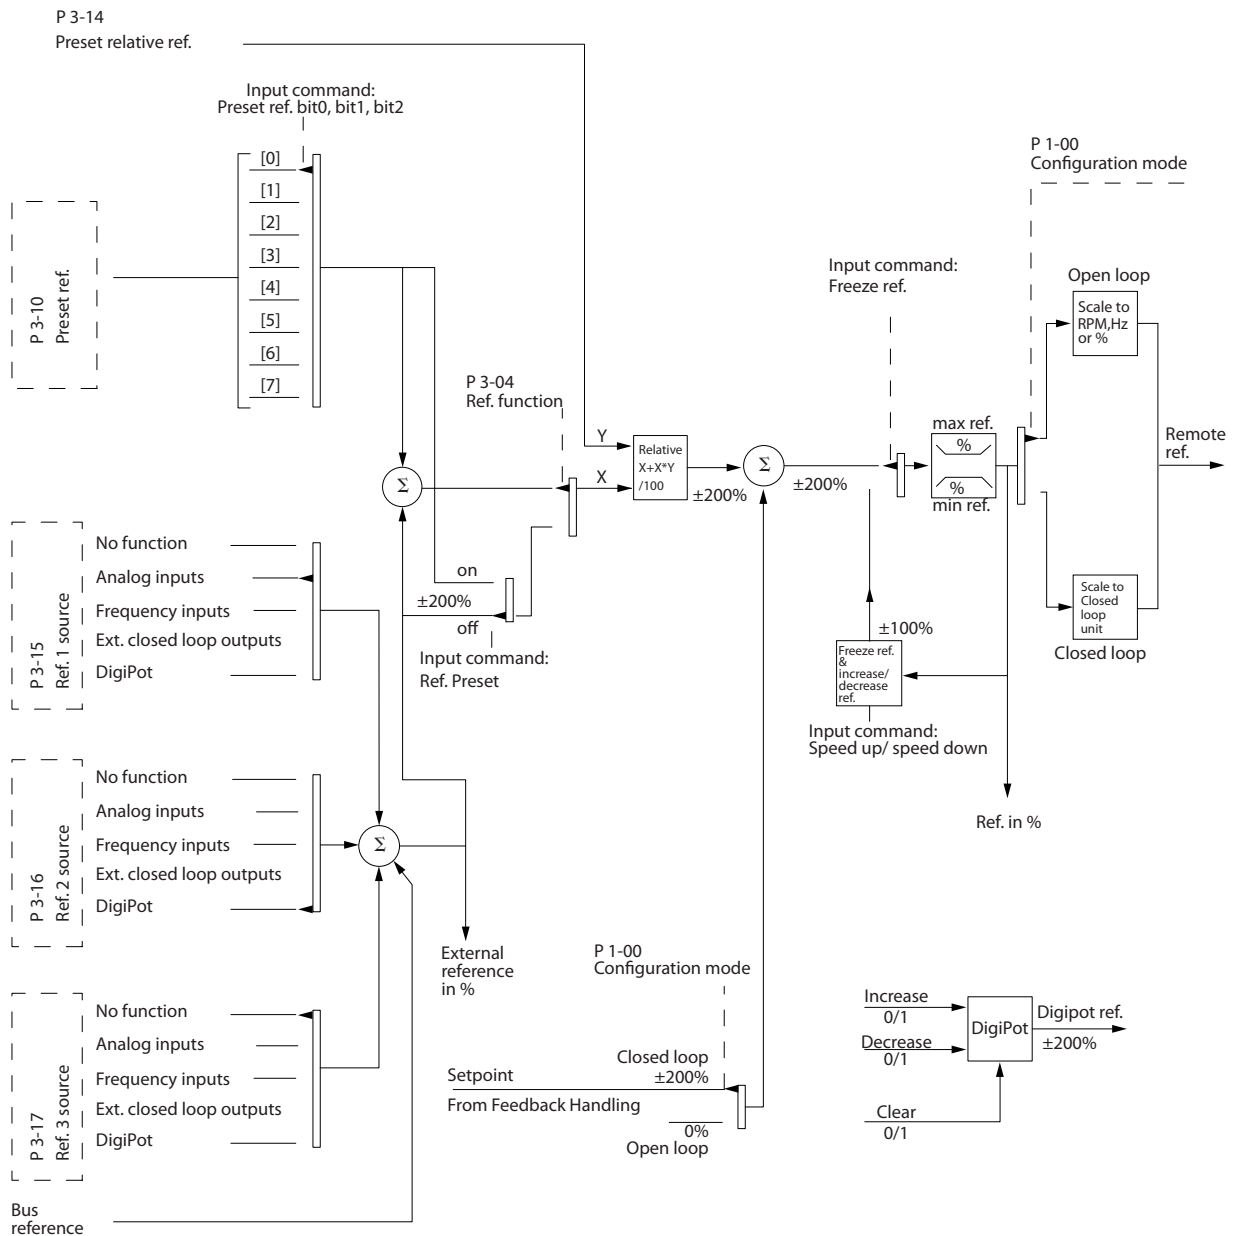 P 3-14
Preset relative ref.
Input command:
Preset ref. bit0, bit1, bit2
[0]
[1]
[2]
[3]
[4]
[5]
[6]
[7]
P 3-10
Preset ref.
P 1-00
Configuration mode
Input command:
Freeze ref.
Open loop
Scale to
RPM,Hz
or %
P 3-04
Ref. function
Y
X
Relative
X+X*Y
/100
±200%
Σ
±200%
max ref.
%
%
min ref.
Remote
ref.
Σ
on
±200%
off
Input command:
Ref. Preset
P 3-15
Ref. 1 source
No function
Analog inputs
Frequency inputs
Ext. closed loop outputs
DigiPot
±100%
Freeze ref.
&
increase/
decrease
ref.
Input command:
Speed up/ speed down
Scale to
Closed
loop
unit
Closed loop
Ref. in %
P 3-16
Ref. 2 source
No function
Analog inputs
Frequency inputs
Ext. closed loop outputs
DigiPot
Σ
External
reference
in %
P 3-17
Ref. 3 source
No function
Analog inputs
Frequency inputs
Ext. closed loop outputs
DigiPot
Bus
reference
P 1-00
Configuration mode
Closed loop
±200%
Setpoint
From Feedback Handling
0%
Open loop
Increase
0/1
Decrease
0/1
DigiPot
Digipot ref.
±200%
Clear
0/1